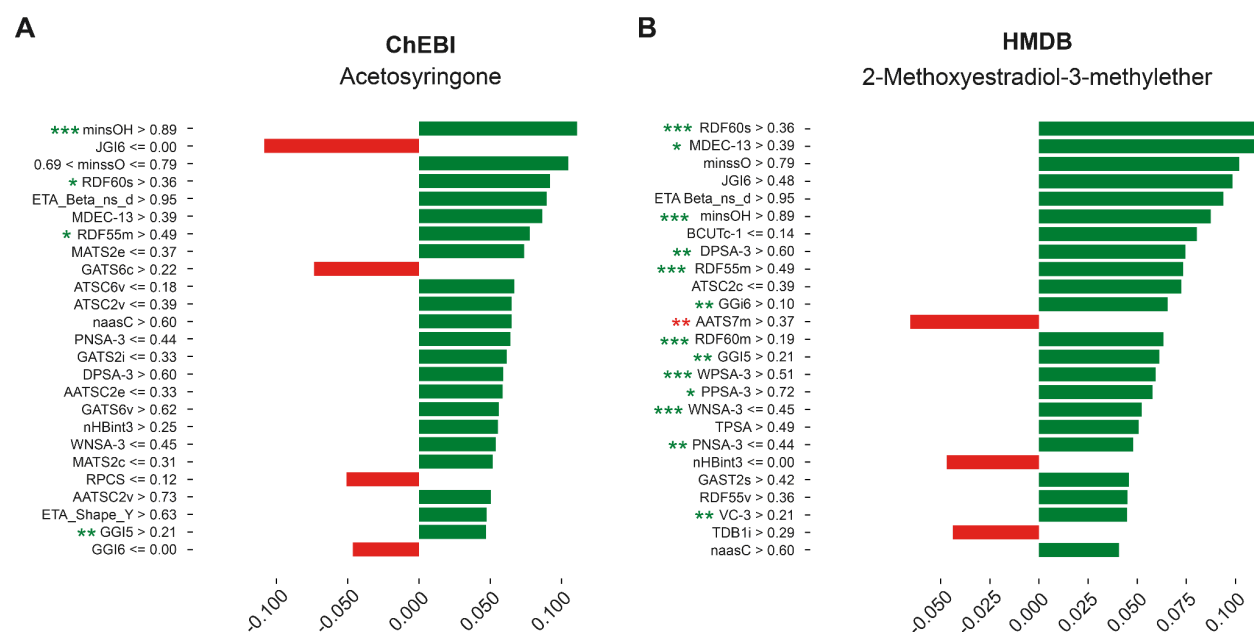 A
ChEBI
Acetosyringone
*** minsOH > 0.89
JGI6 <= 0.00
0.69 < minssO <= 0.79
* RDF60s > 0.36
ETA_Beta_ns_d > 0.95
MDEC-13 > 0.39
* RDF55m > 0.49
MATS2e <= 0.37
GATS6c > 0.22
ATSC6v <= 0.18
ATSC2v <= 0.39
naasC > 0.60
PNSA-3 <= 0.44
GATS2i <= 0.33
DPSA-3 > 0.60
AATSC2e <= 0.33
GATS6v > 0.62
nHBint3 > 0.25
WNSA-3 <= 0.45
MATS2c <= 0.31
RPCS <= 0.12
AATSC2v > 0.73
ETA_Shape_Y > 0.63
** GGI5 > 0.21
GGI6 <= 0.00
-0.100 -0.050 0.000 0.050 0.100
B
HMDB
2-Methoxyestradiol-3-methylether
*** RDF60s > 0.36
* MDEC-13 > 0.39
minssO > 0.79
JGI6 > 0.48
ETA Beta_ns_d > 0.95
*** minsOH > 0.89
BCUTc-1 <= 0.14
** DPSA-3 > 0.60
*** RDF55m > 0.49
ATSC2c <= 0.39
** GGi6 > 0.10
** AATS7m > 0.37
*** RDF60m > 0.19
** GGI5 > 0.21
*** WPSA-3 > 0.51
* PPSA-3 > 0.72
*** WNSA-3 <= 0.45
TPSA > 0.49
** PNSA-3 <= 0.44
nHBint3 <= 0.00
GAST2s > 0.42
RDF55v > 0.36
** VC-3 > 0.21
TDB1i > 0.29
naasC > 0.60
-0.050 -0.025 0.000 0.025 0.050 0.075 0.100